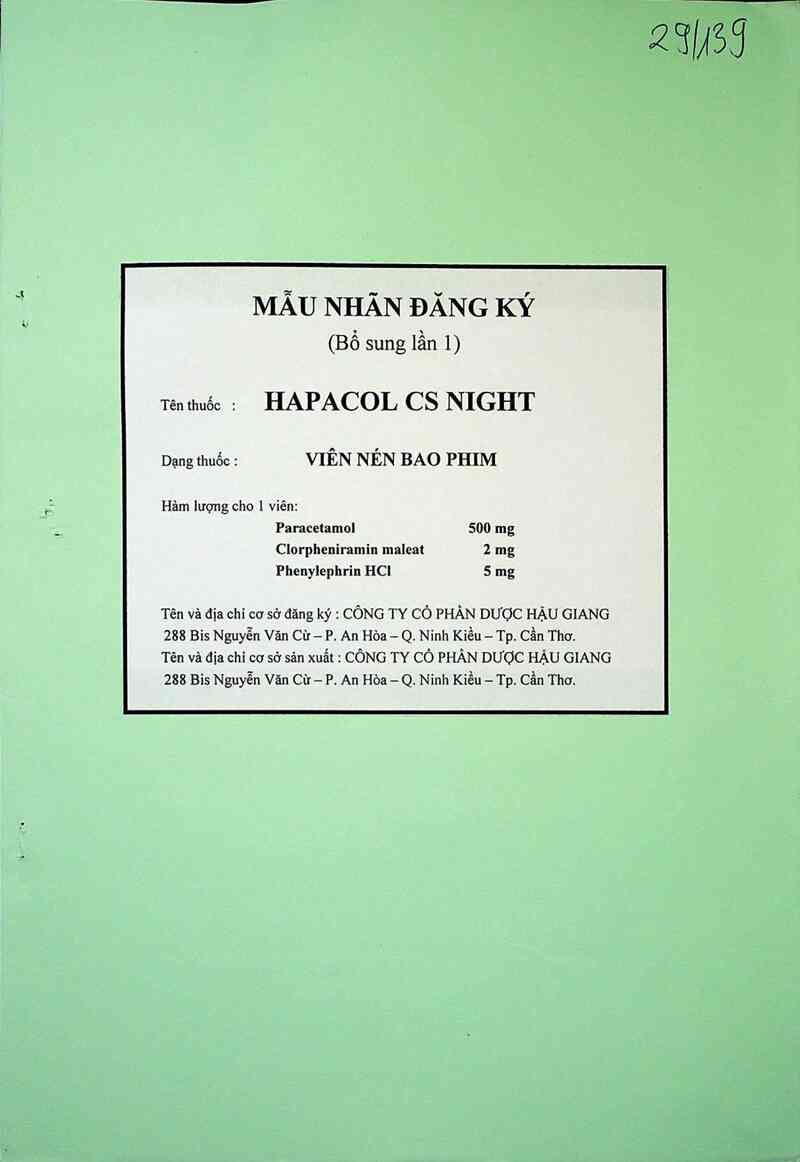 29/139
MẪU NHÃN ĐĂNG KÝ
(Bổ sung lần 1)
Tên thuốc : HAPACOL CS NIGHT
Dạng thuốc : VIÊN NÉN BAO PHIM
Hàm lượng cho 1 viên:
Paracetamol 500 mg
Clorpheniramin maleat 2 mg
Phenylephrin HCl 5 mg
Tên và địa chỉ cơ sở đăng ký : CÔNG TY CỔ PHẦN DƯỢC HẬU GIANG
288 Bis Nguyễn Văn Cừ – P. An Hòa – Q. Ninh Kiều – Tp. Cần Thơ.
Tên và địa chỉ cơ sở sản xuất : CÔNG TY CỔ PHẦN DƯỢC HẬU GIANG
288 Bis Nguyễn Văn Cừ – P. An Hòa – Q. Ninh Kiều – Tp. Cần Thơ.